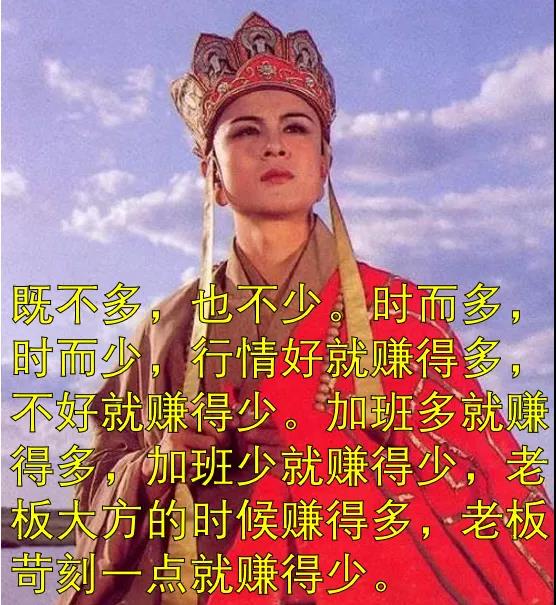 既不多，也不少。时而多，
时而少，行情好就赚得多，
不好就赚得少。加班多就赚
得多，加班少就赚得少，老
板大方的时候赚得多，老板
苛刻一点就赚得少。